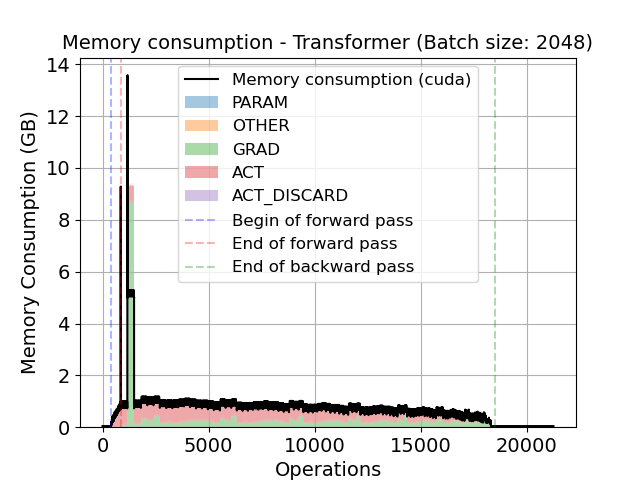 Memory consumption - Transformer (Batch size: 2048)
Memory Consumption (GB)
14
12
10
8
6
4
2
0
Memory consumption (cuda)
PARAM
OTHER
GRAD
ACT
ACT_DISCARD
Begin of forward pass
End of forward pass
End of backward pass
0
5000
10000
15000
20000
Operations